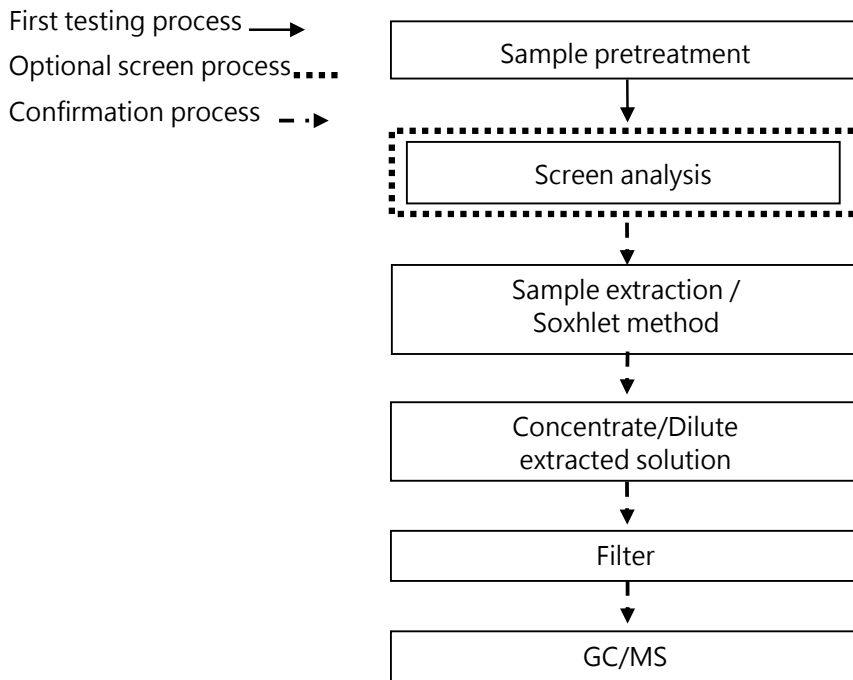 First testing process
Optional screen process
Confirmation process
Sample pretreatment
Screen analysis
Sample extraction /
Soxhlet method
Concentrate/Dilute
extracted solution
Filter
GC/MS